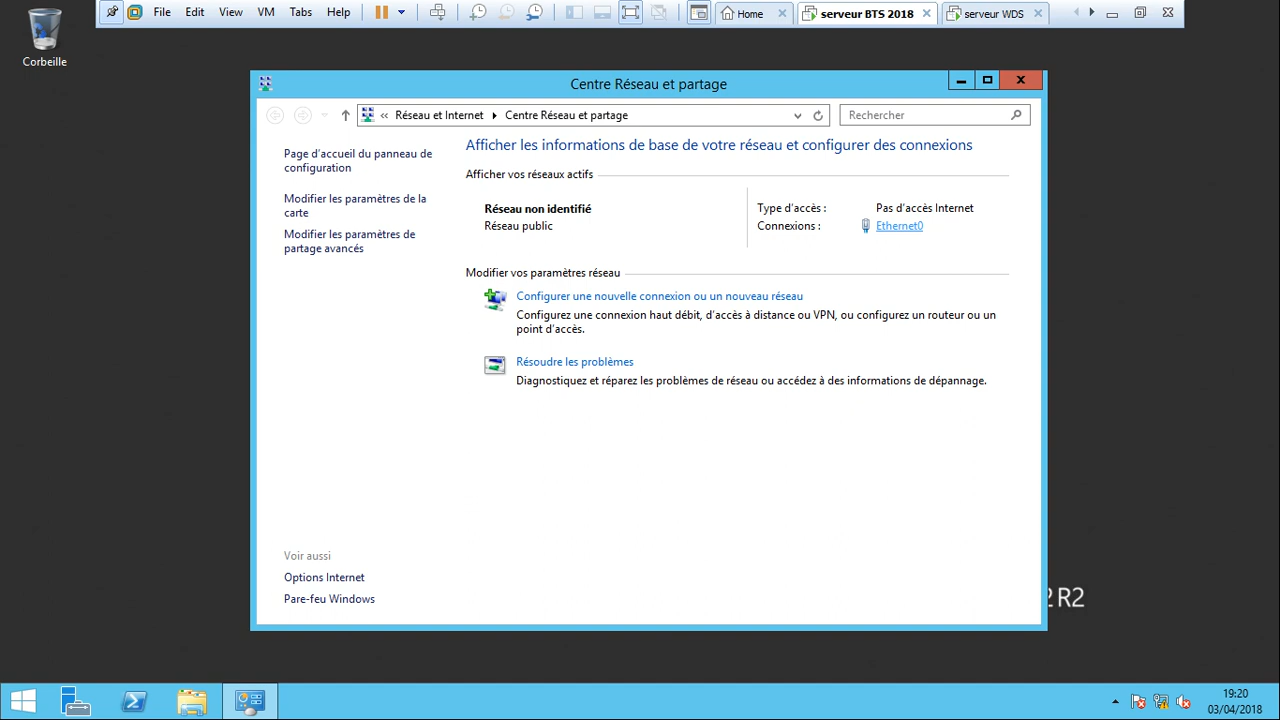 File Edit View VM Tabs Help
Home
serveur BTS 2018
serveur WDS
Corbeille
Centre Réseau et partage
« Réseau et Internet Centre Réseau et partage
Rechercher
Page d'accueil du panneau de
configuration
Modifier les paramètres de la
carte
Modifier les paramètres de
partage avancés
Afficher les informations de base de votre réseau et configurer des connexions
Afficher vos réseaux actifs
Réseau non identifié
Réseau public
Type d'accès : Pas d'accès Internet
Connexions : Ethernet0
Modifier vos paramètres réseau
Configurer une nouvelle connexion ou un nouveau réseau
Configurez une connexion haut débit, d'accès à distance ou VPN, ou configurez un routeur ou un
point d'accès.
Résoudre les problèmes
Diagnostiquez et réparez les problèmes de réseau ou accédez à des informations de dépannage.
Voir aussi
Options Internet
Pare-feu Windows
2 R2
19:20
03/04/2018